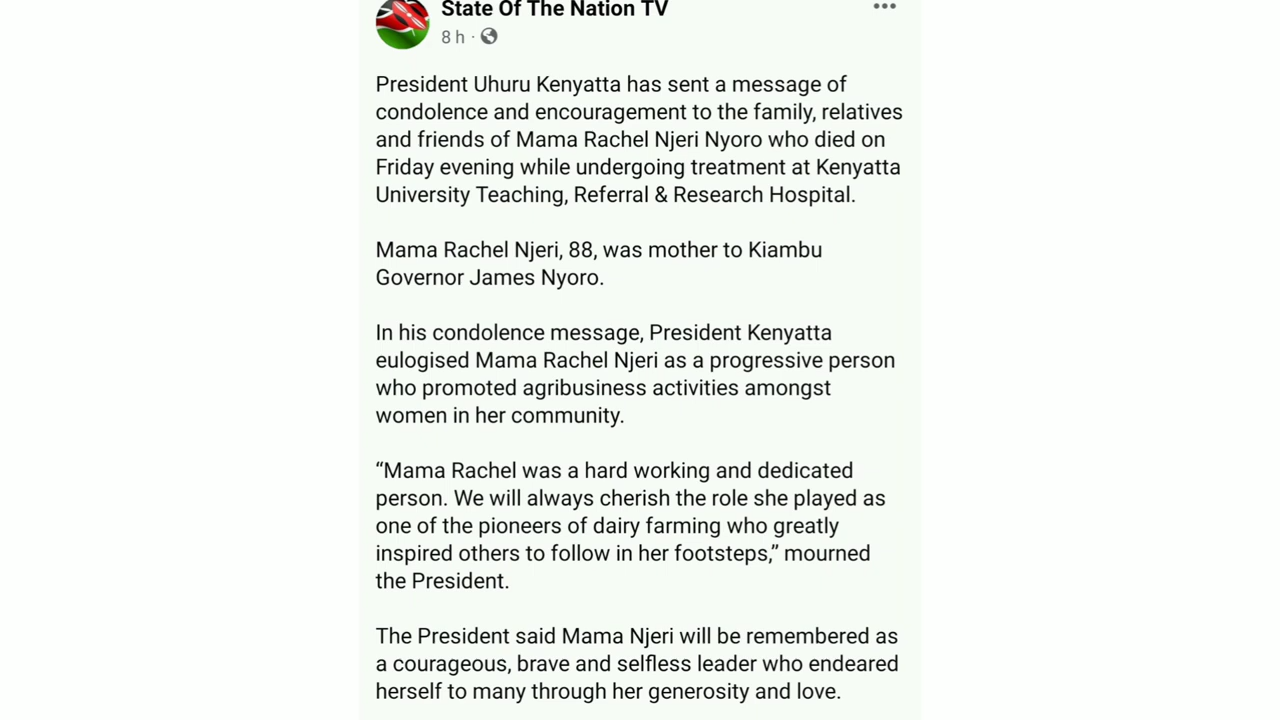 State Of The Nation TV
8 h ·
President Uhuru Kenyatta has sent a message of
condolence and encouragement to the family, relatives
and friends of Mama Rachel Njeri Nyoro who died on
Friday evening while undergoing treatment at Kenyatta
University Teaching, Referral & Research Hospital.
Mama Rachel Njeri, 88, was mother to Kiambu
Governor James Nyoro.
In his condolence message, President Kenyatta
eulogised Mama Rachel Njeri as a progressive person
who promoted agribusiness activities amongst
women in her community.
“Mama Rachel was a hard working and dedicated
person. We will always cherish the role she played as
one of the pioneers of dairy farming who greatly
inspired others to follow in her footsteps,” mourned
the President.
The President said Mama Njeri will be remembered as
a courageous, brave and selfless leader who endeared
herself to many through her generosity and love.